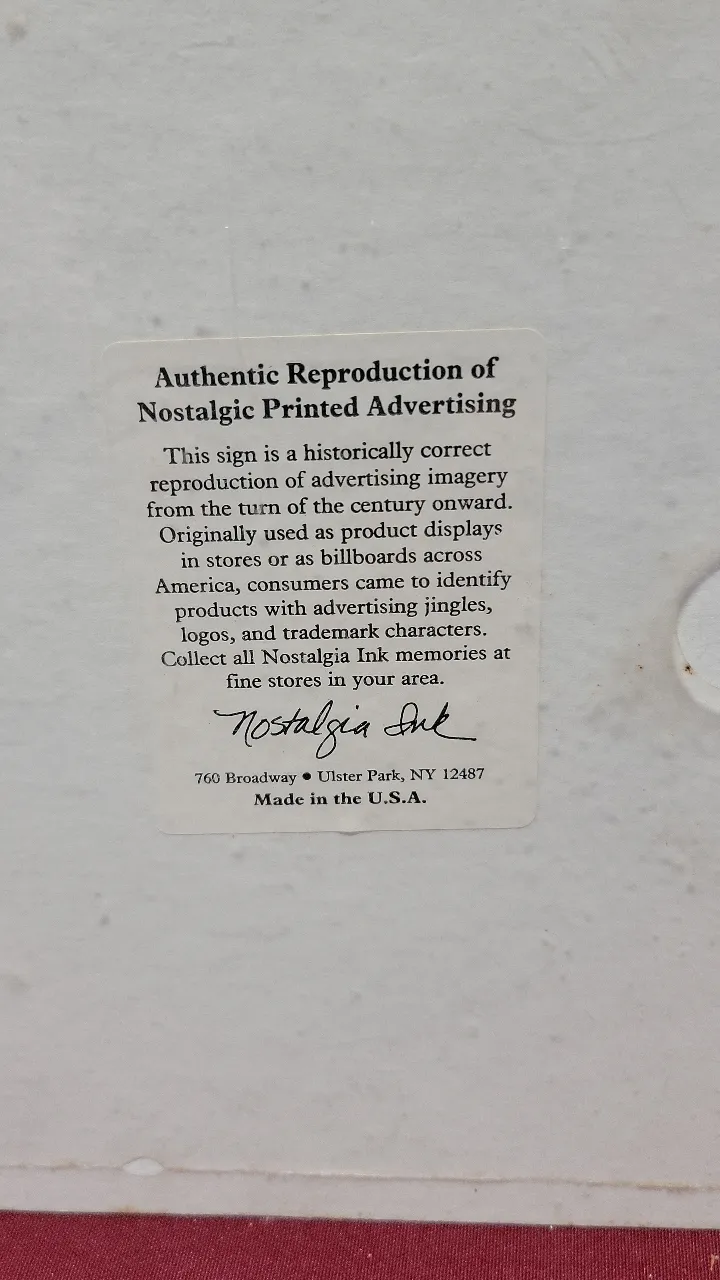 Authentic Reproduction of
Nostalgic Printed Advertising
This sign is a historically correct
reproduction of advertising imagery
from the turn of the century onward.
Originally used as product displays
in stores or as billboards across
America, consumers came to identify
products with advertising jingles,
logos, and trademark characters.
Collect all Nostalgia Ink memories at
fine stores in your area.
Nostalgia Ink
760 Broadway ● Ulster Park, NY 12487
Made in the U.S.A.